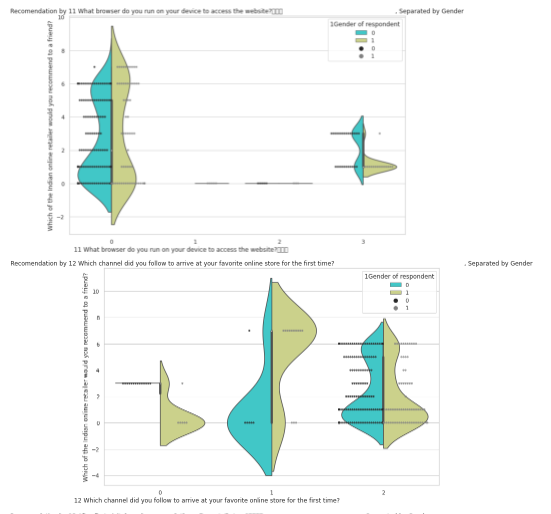 Recomendation by 11 What browser do you run on your device to access the website?□□□ , Separated by Gender
Which of the Indian online retailer would you recommend to a friend?
10
8
6
4
2
0
−2
1Gender of respondent
0
1
0
1
0 1 2 3
11 What browser do you run on your device to access the website?□□□
Recomendation by 12 Which channel did you follow to arrive at your favorite online store for the first time? , Separated by Gender
Which of the Indian online retailer would you recommend to a friend?
10
8
6
4
2
0
−2
−4
1Gender of respondent
0
1
0
1
0 1 2
12 Which channel did you follow to arrive at your favorite online store for the first time?